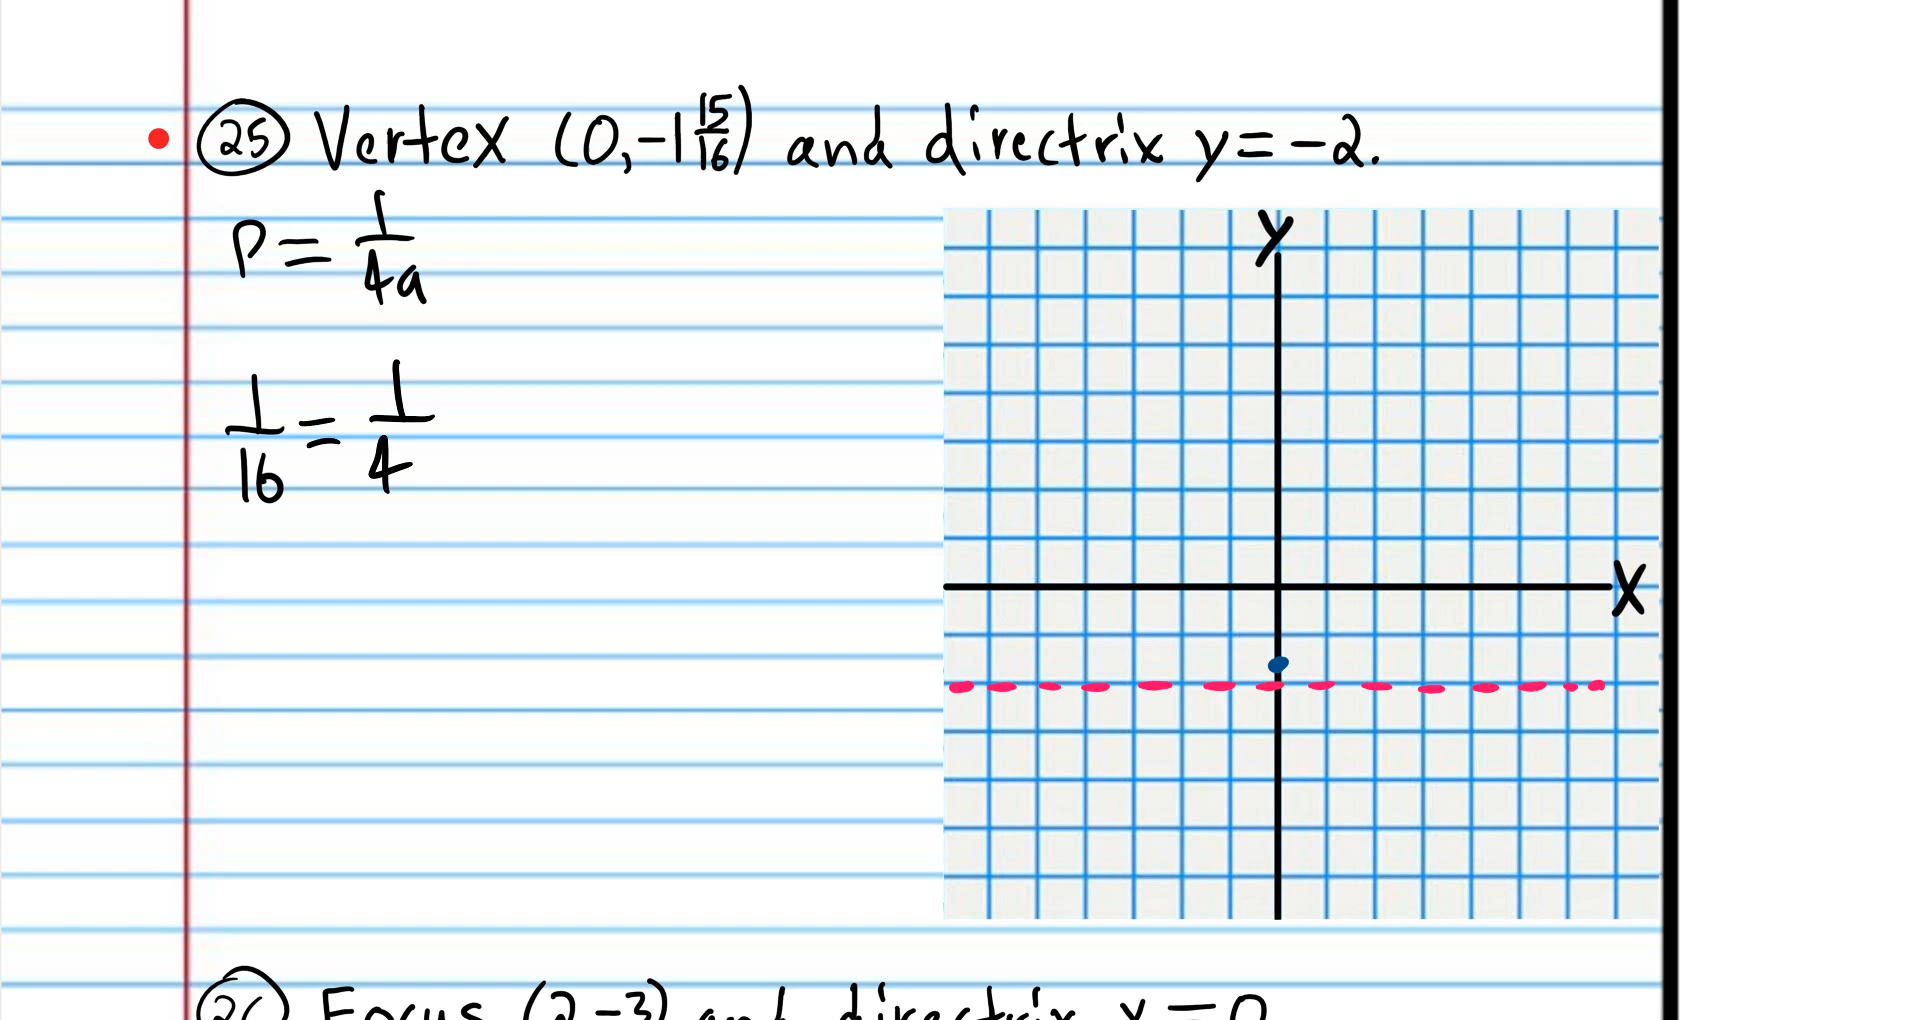 25 Vertex (0, -1 15/16) and directrix y = -2.
P = 1/4a
1/16 = 1/4
y
X
Focus (2, -3) and directrix y = 0